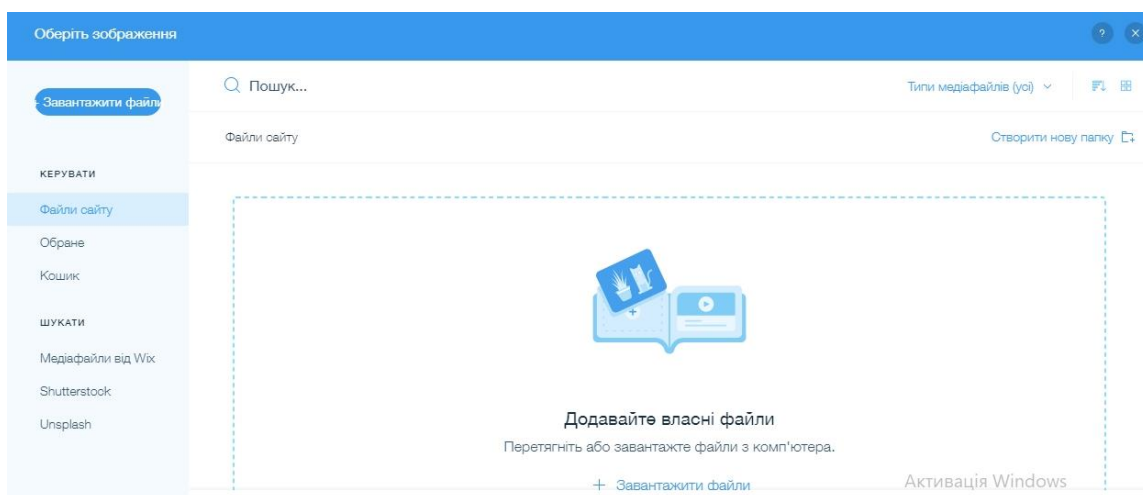 Оберіть зображення
+ Завантажити файли
Пошук...
Типи медіафайлів (усі)
Файли сайту
Створити нову папку
КЕРУВАТИ
Файли сайту
Обране
Кошик
ШУКАТИ
Медіафайли від Wix
Shutterstock
Unsplash
Додавайте власні файли
Перетягніть або завантажте файли з комп'ютера.
+ Завантажити файли
Активація Windows